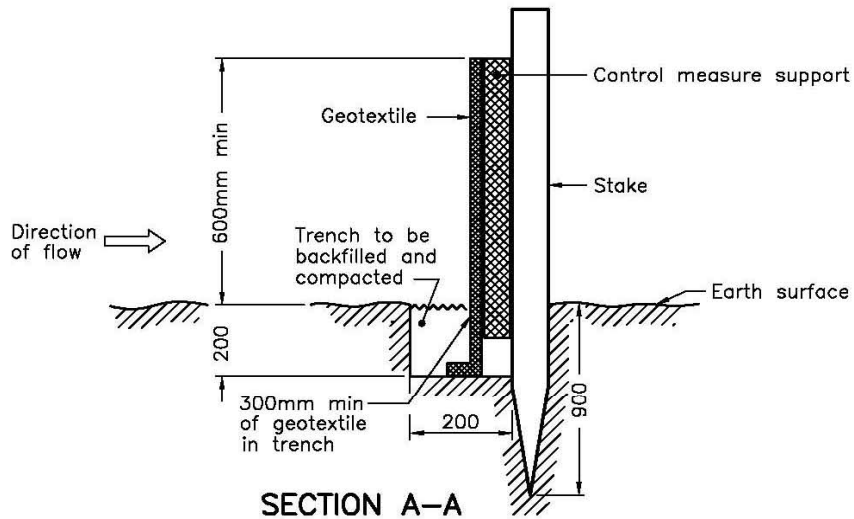 Control measure support
Geotextile
600mm min
Stake
Direction
of flow
Trench to be
backfilled and
compacted
Earth surface
200
300mm min
of geotextile
in trench
200
900
SECTION A-A